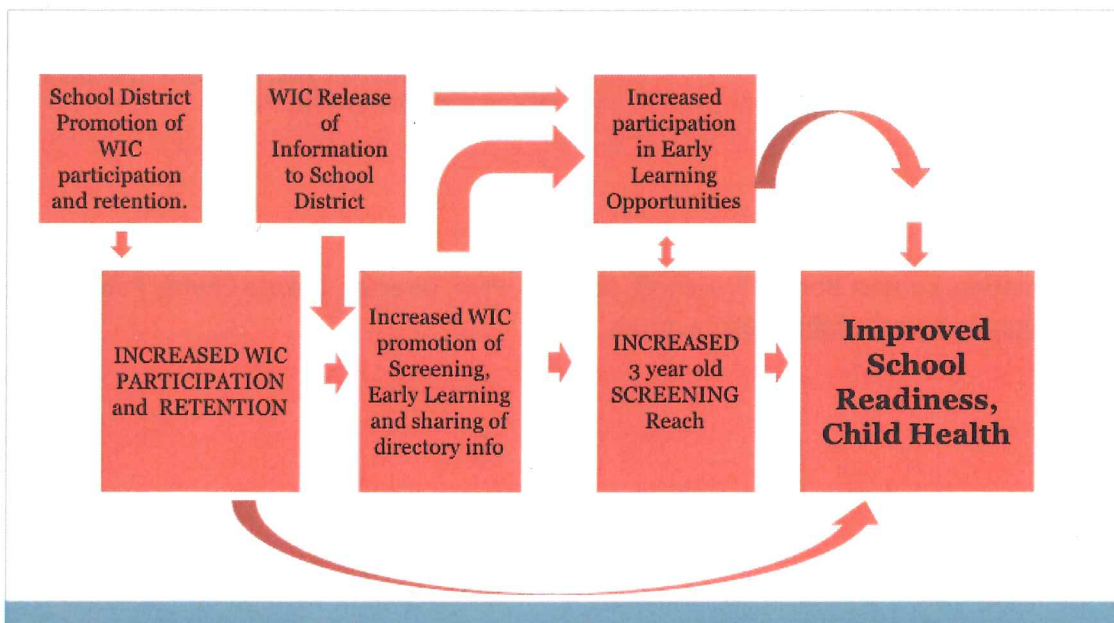 School District
Promotion of
WIC
participation
and retention.
WIC Release
of
Information
to School
District
Increased
participation
in Early
Learning
Opportunities
INCREASED WIC
PARTICIPATION
and RETENTION
Increased WIC
promotion of
Screening,
Early Learning
and sharing of
directory info
INCREASED
3 year old
SCREENING
Reach
Improved
School
Readiness,
Child Health